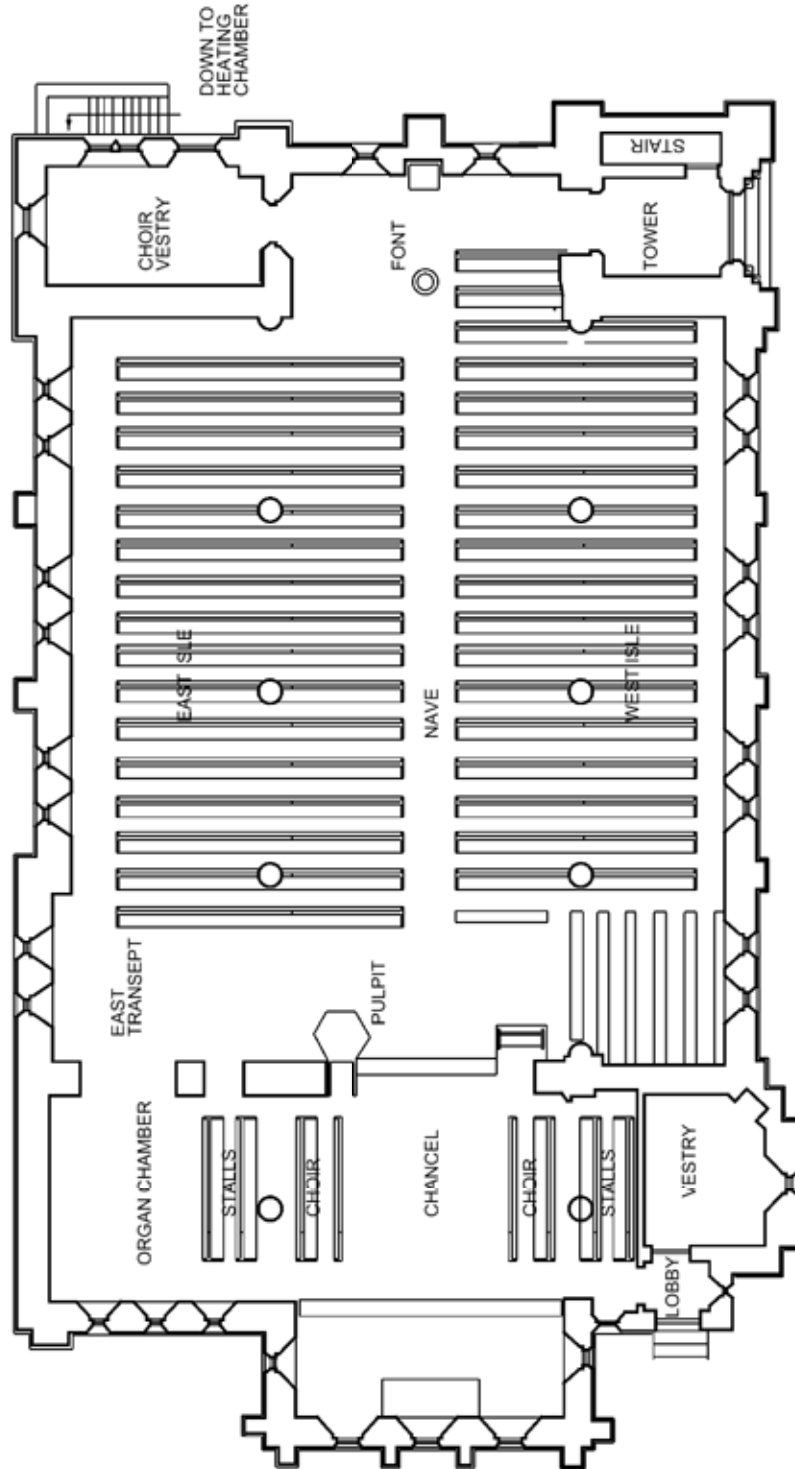 DOWN TO
HEATING
CHAMBER
CHOIR
VESTRY
FONT
TOWER
STAIR
EAST ISLE
NAVE
WEST ISLE
EAST
TRANSEPT
PULPIT
ORGAN CHAMBER
STALLS
CHOIR
CHANCEL
CHOIR
STALLS
VESTRY
LOBBY